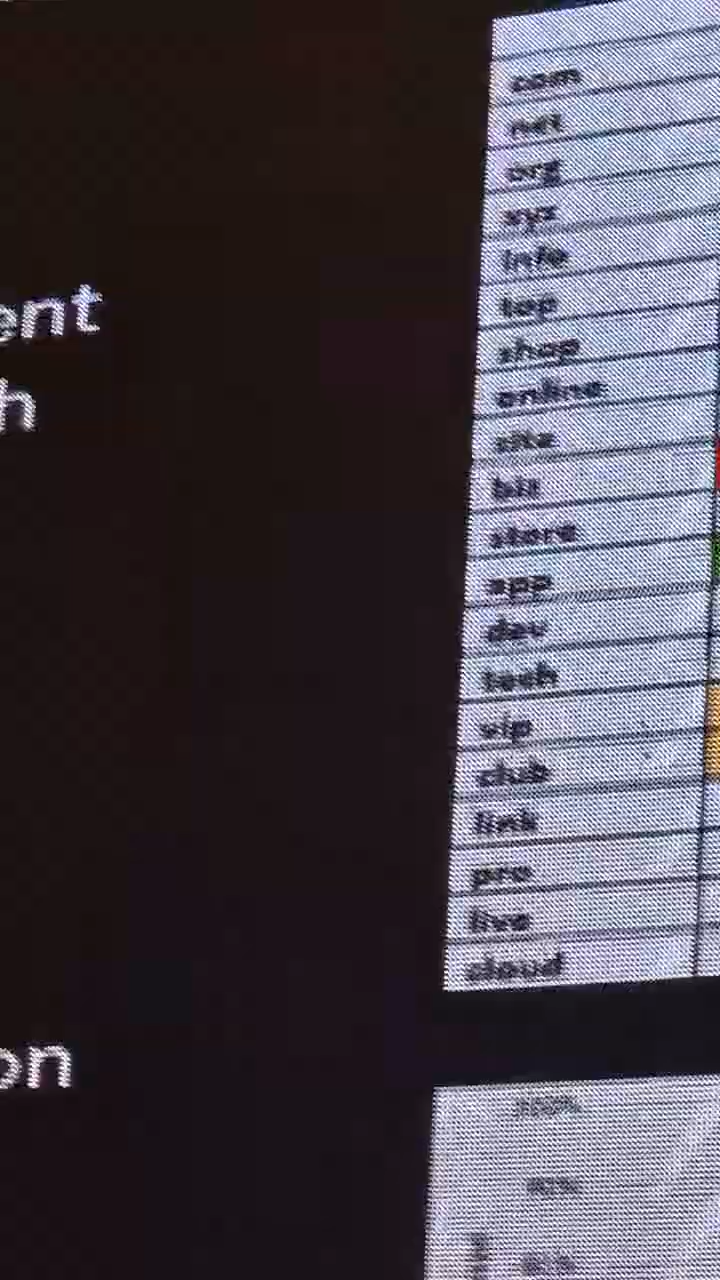 ent
h
on
com
net
org
xyz
info
top
shop
online
site
biz
store
app
dev
tech
vip
club
link
pro
live
cloud